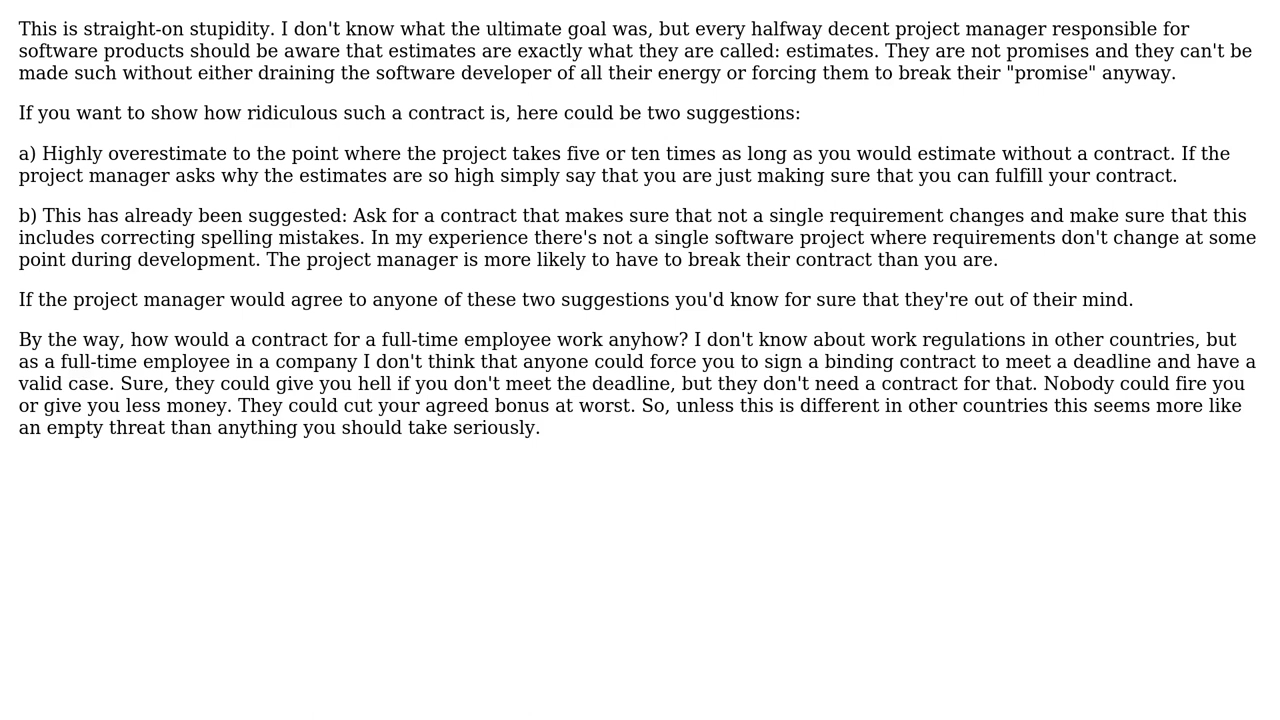 This is straight-on stupidity. I don't know what the ultimate goal was, but every halfway decent project manager responsible for
software products should be aware that estimates are exactly what they are called: estimates. They are not promises and they can't be
made such without either draining the software developer of all their energy or forcing them to break their "promise" anyway.
If you want to show how ridiculous such a contract is, here could be two suggestions:
a) Highly overestimate to the point where the project takes five or ten times as long as you would estimate without a contract. If the
project manager asks why the estimates are so high simply say that you are just making sure that you can fulfill your contract.
b) This has already been suggested: Ask for a contract that makes sure that not a single requirement changes and make sure that this
includes correcting spelling mistakes. In my experience there's not a single software project where requirements don't change at some
point during development. The project manager is more likely to have to break their contract than you are.
If the project manager would agree to anyone of these two suggestions you'd know for sure that they're out of their mind.
By the way, how would a contract for a full-time employee work anyhow? I don't know about work regulations in other countries, but
as a full-time employee in a company I don't think that anyone could force you to sign a binding contract to meet a deadline and have a
valid case. Sure, they could give you hell if you don't meet the deadline, but they don't need a contract for that. Nobody could fire you
or give you less money. They could cut your agreed bonus at worst. So, unless this is different in other countries this seems more like
an empty threat than anything you should take seriously.